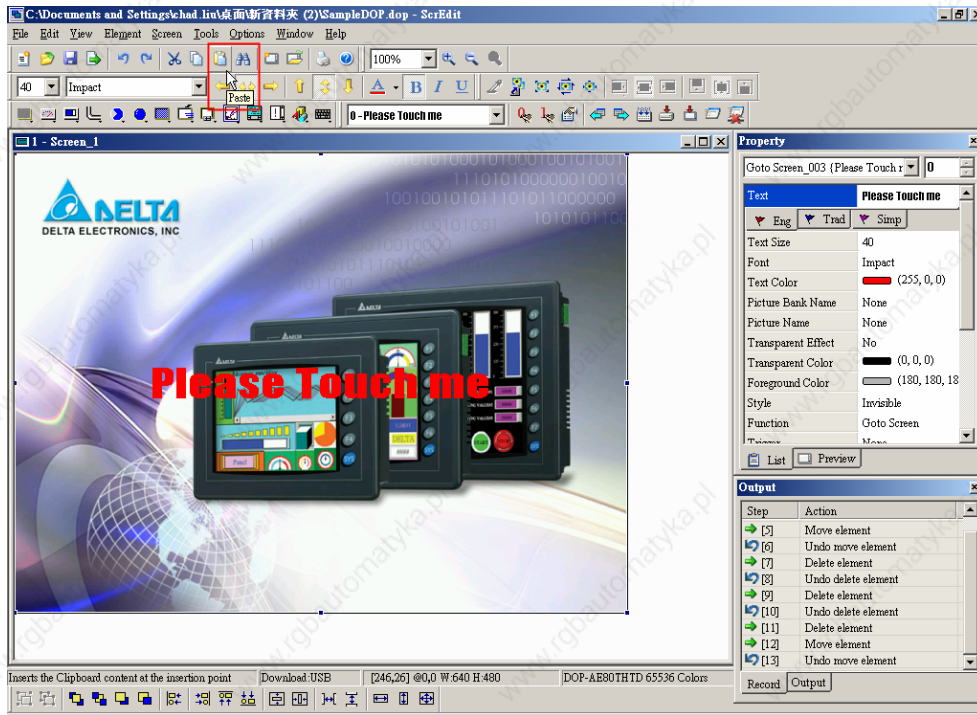 C:\Documents and Settings\chad.liu\桌面\新資料夾 (2)\SampleDOP.dop - ScrEdit
File Edit View Element Screen Tools Options Window Help
100%
40 Impact
A B I U
Paste
0 - Please Touch me
1 - Screen_1
DELTA
DELTA ELECTRONICS, INC
Please Touch me
Property
Goto Screen_003 {Please Touch r 0
Text Please Touch me
Eng Trad Simp
Text Size 40
Font Impact
Text Color (255, 0, 0)
Picture Bank Name None
Picture Name None
Transparent Effect No
Transparent Color (0, 0, 0)
Foreground Color (180, 180, 18
Style Invisible
Function Goto Screen
Trigger None
List Preview
Output
Step Action
[5] Move element
[6] Undo move element
[7] Delete element
[8] Undo delete element
[9] Delete element
[10] Undo delete element
[11] Delete element
[12] Move element
[13] Undo move element
Record Output
Inserts the Clipboard content at the insertion point Download:USB [246,26] @0,0 W:640 H:480 DOP-AE80THTD 65536 Colors
www.rgbautomatyka.pl